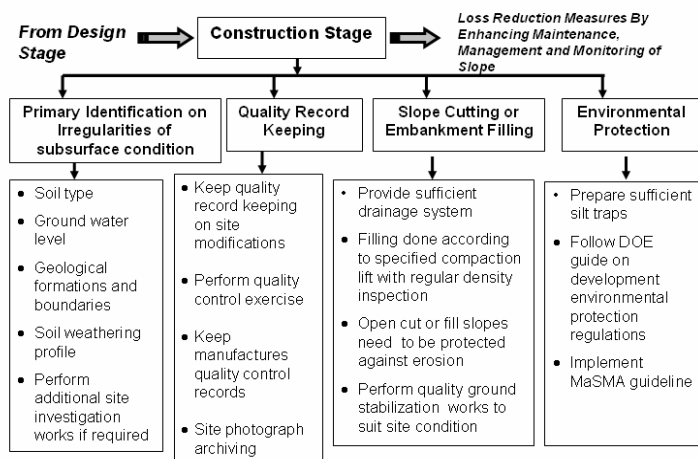 From Design
Stage
Construction Stage
Loss Reduction Measures By
Enhancing Maintenance,
Management and Monitoring of
Slope
Primary Identification on
Irregularities of
subsurface condition
Quality Record
Keeping
Slope Cutting or
Embankment Filling
Environmental
Protection
• Soil type
• Ground water
level
• Geological
formations and
boundaries
• Soil weathering
profile
• Perform
additional site
investigation
works if required
• Keep quality
record keeping
on site
modifications
• Perform quality
control exercise
• Keep
manufactures
quality control
records
• Site photograph
archiving
• Provide sufficient
drainage system
• Filling done according
to specified compaction
lift with regular density
inspection
• Open cut or fill slopes
need to be protected
against erosion
• Perform quality ground
stabilization works to
suit site condition
• Prepare sufficient
silt traps
• Follow DOE
guide on
development
environmental
protection
regulations
• Implement
MaSMA guideline